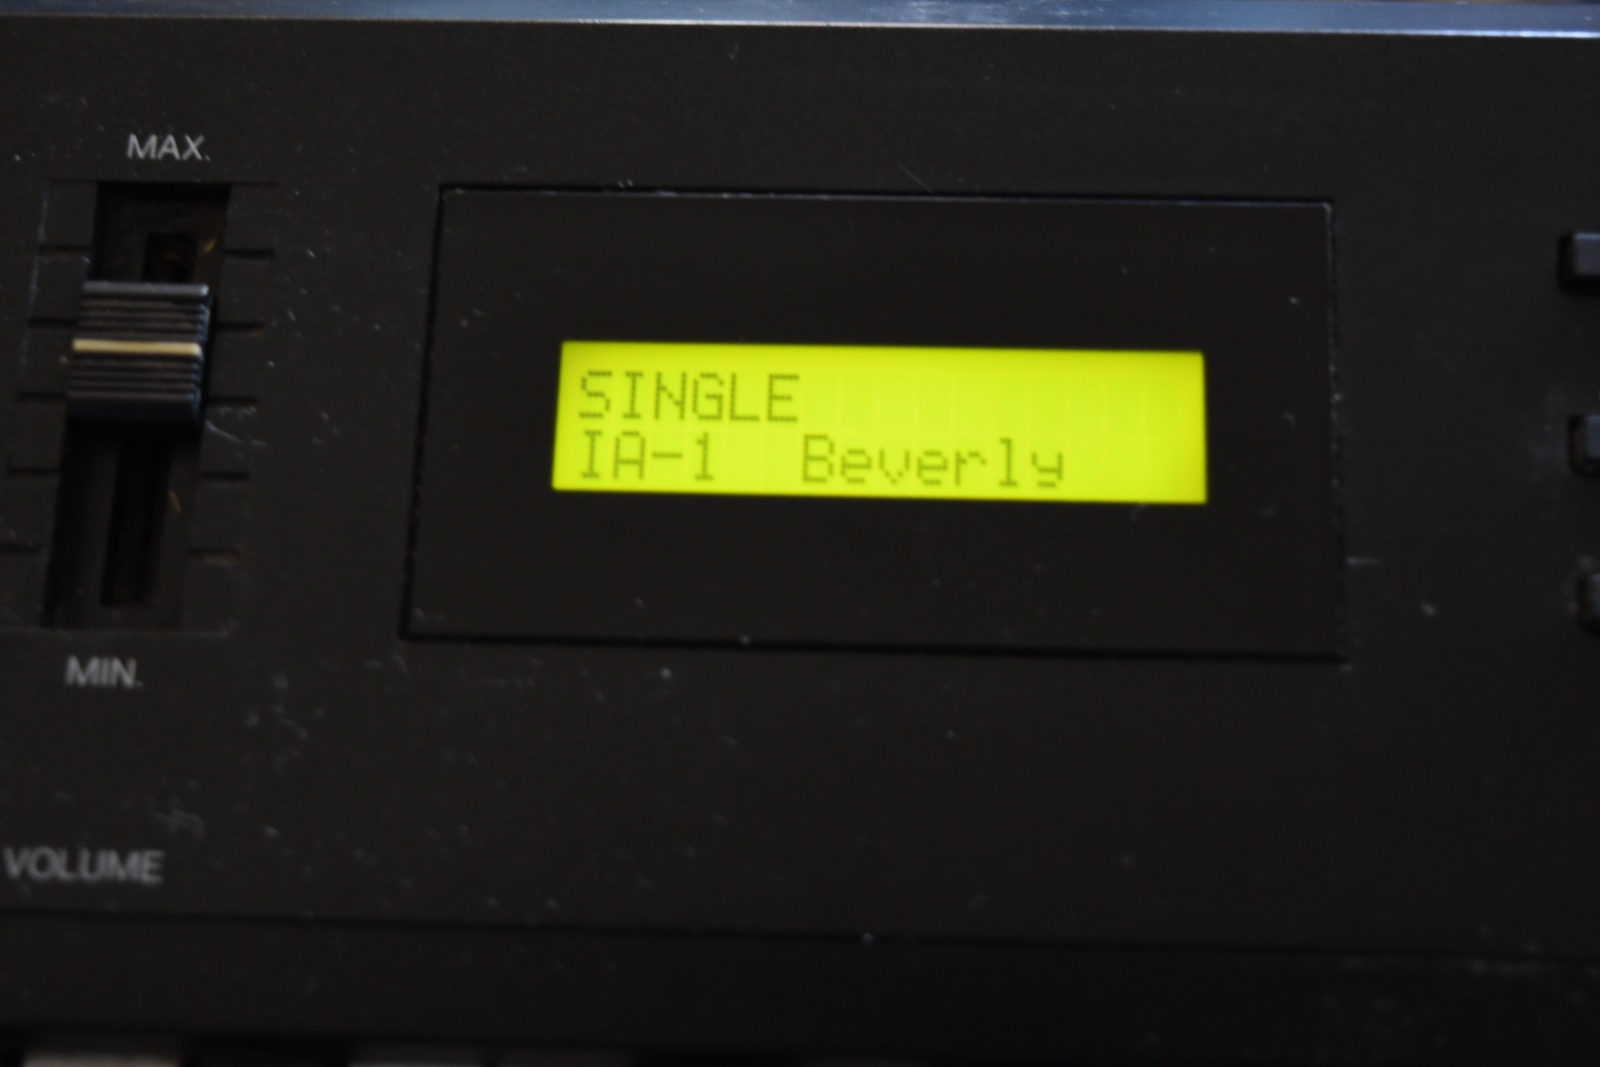 MAX.
SINGLE
IA-1 Beverly
MIN.
VOLUME